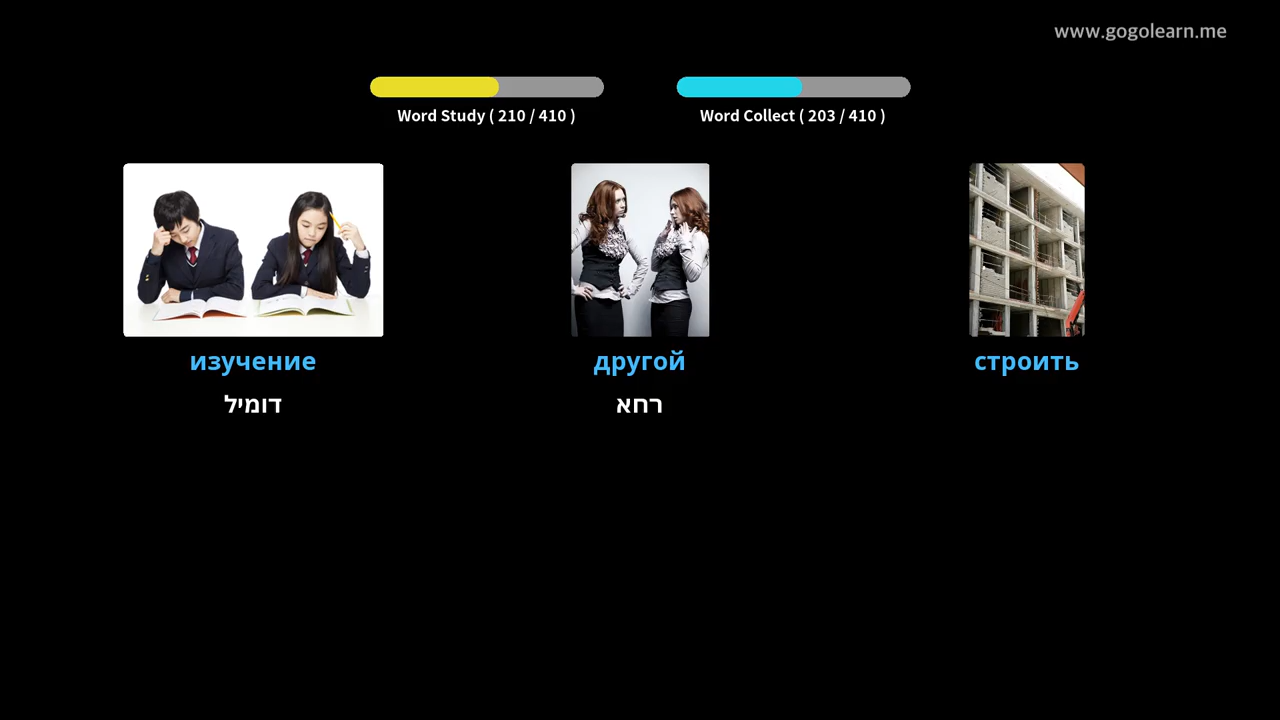 www.gogolearn.me
Word Study ( 210 / 410 )
Word Collect ( 203 / 410 )
изучение
другой
строить
דומיל
רחא